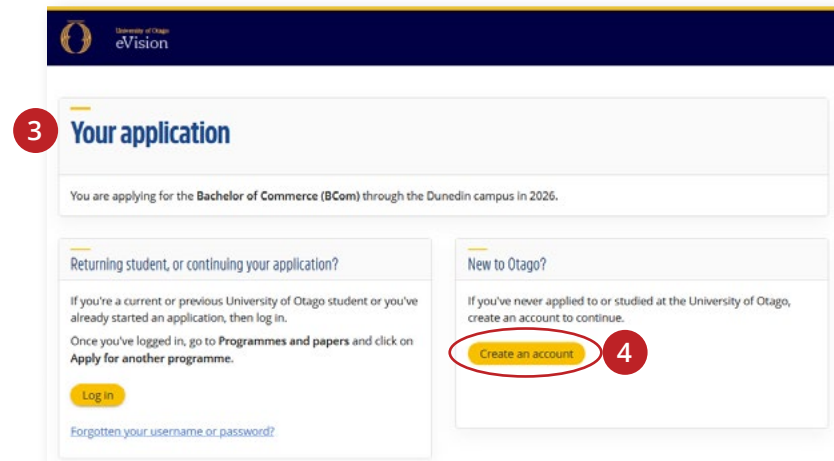 University of Otago
eVision
3
Your application
You are applying for the Bachelor of Commerce (BCom) through the Dunedin campus in 2026.
Returning student, or continuing your application?
If you're a current or previous University of Otago student or you've
already started an application, then log in.
Once you've logged in, go to Programmes and papers and click on
Apply for another programme.
Log in
Forgotten your username or password?
New to Otago?
If you've never applied to or studied at the University of Otago,
create an account to continue.
Create an account
4